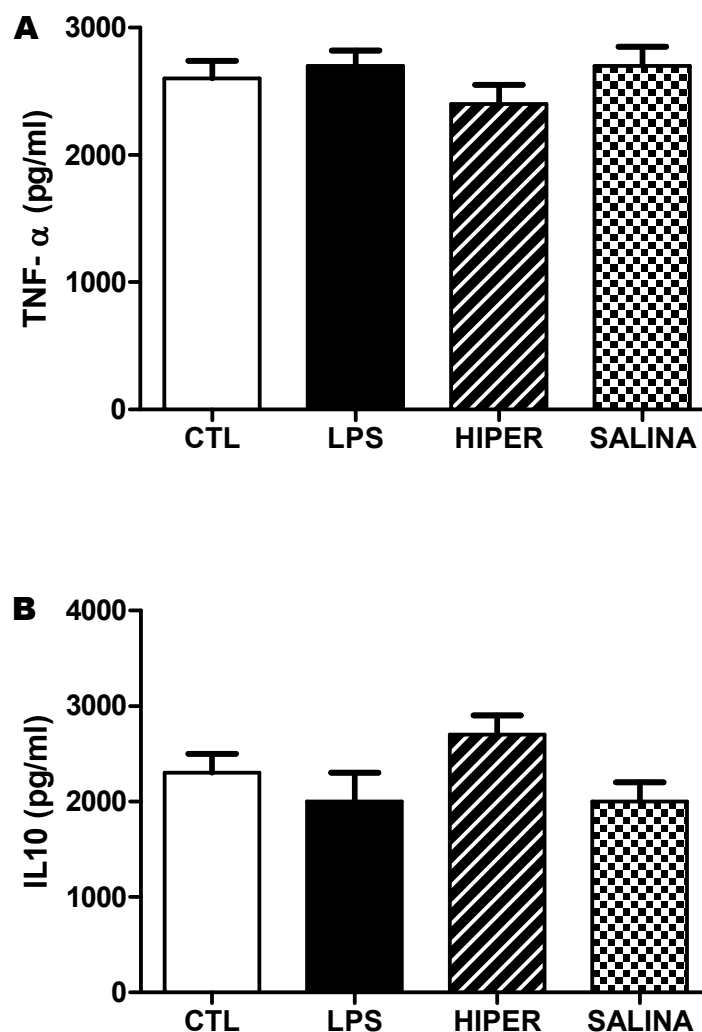 A
TNF- α (pg/ml)
3000
2000
1000
0
CTL LPS HIPER SALINA
B
IL10 (pg/ml)
4000
3000
2000
1000
0
CTL LPS HIPER SALINA